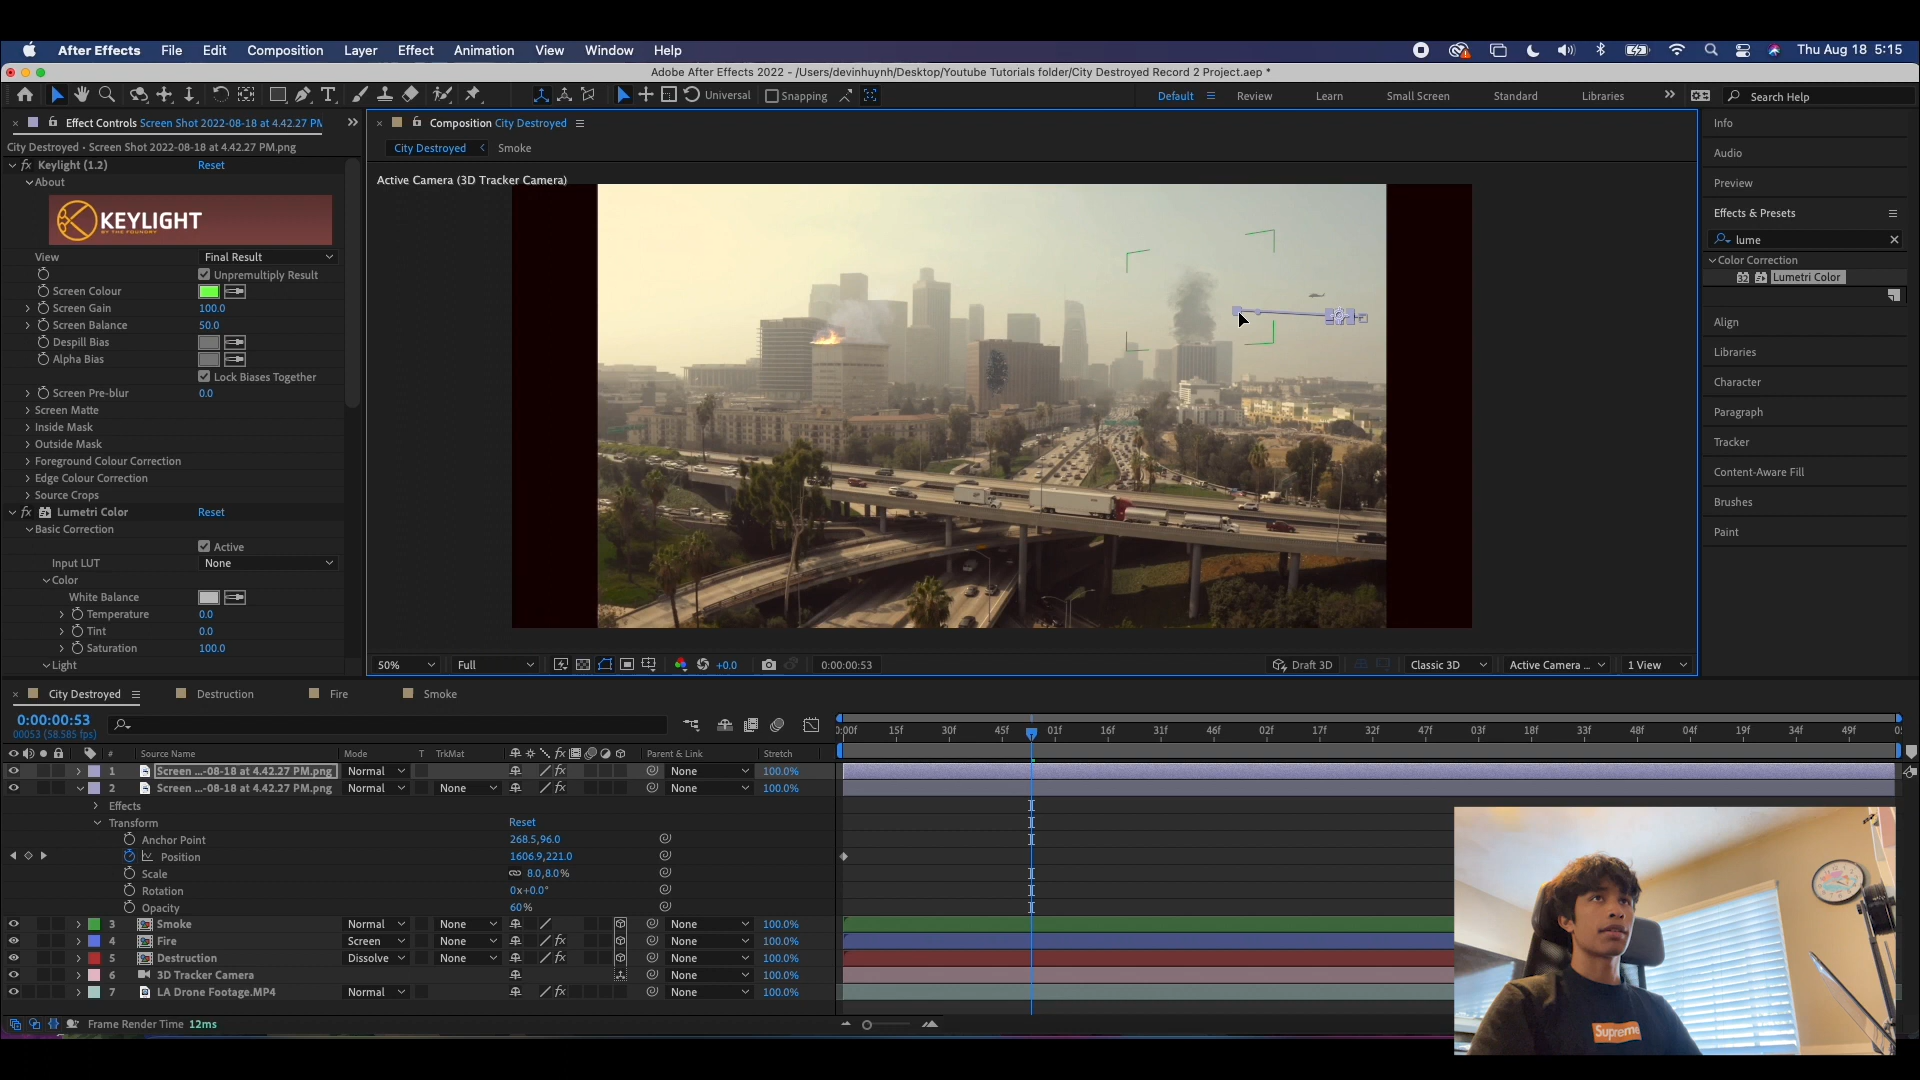 After Effects File Edit Composition Layer Effect Animation View Window Help Thu Aug 18 5:15
Adobe After Effects 2022 - /Users/devinhuynh/Desktop/Youtube Tutorials folder/City Destroyed Record 2 Project.aep *
Universal Snapping Default Review Learn Small Screen Standard Libraries Search Help
Effect Controls Screen Shot 2022-08-18 at 4.42.27 PM
City Destroyed • Screen Shot 2022-08-18 at 4.42.27 PM.png
fx Keylight (1.2) Reset
About
KEYLIGHT
BY THE FOUNDRY
View Final Result
Unpremultiply Result
Screen Colour
Screen Gain 100.0
Screen Balance 50.0
Despill Bias
Alpha Bias
Lock Biases Together
Screen Pre-blur 0.0
Screen Matte
Inside Mask
Outside Mask
Foreground Colour Correction
Edge Colour Correction
Source Crops
fx Lumetri Color Reset
Basic Correction
Active
Input LUT None
Color
White Balance
Temperature 0.0
Tint 0.0
Saturation 100.0
Light
Composition City Destroyed
City Destroyed Smoke
Active Camera (3D Tracker Camera)
50% Full +0.0 0:00:00:53 Draft 3D Classic 3D Active Camera ... 1 View
Info
Audio
Preview
Effects & Presets
lume
Color Correction
32 Lumetri Color
Align
Libraries
Character
Paragraph
Tracker
Content-Aware Fill
Brushes
Paint
City Destroyed Destruction Fire Smoke
0:00:00:53
00053 (58.585 fps)
:00f 15f 30f 45f 01f 16f 31f 46f 02f 17f 32f 47f 03f 18f 33f 48f 04f 19f 34f 49f
# Source Name Mode T TrkMat fx Parent & Link Stretch
1 Screen ...-08-18 at 4.42.27 PM.png Normal fx None 100.0%
2 Screen ...-08-18 at 4.42.27 PM.png Normal None fx None 100.0%
Effects
Transform Reset
Anchor Point 268.5,96.0
Position 1606.9,221.0
Scale 8.0,8.0%
Rotation 0x+0.0°
Opacity 60%
3 Smoke Normal None None 100.0%
4 Fire Screen None fx None 100.0%
5 Destruction Dissolve None fx None 100.0%
6 3D Tracker Camera None 100.0%
7 LA Drone Footage.MP4 Normal fx None 100.0%
Frame Render Time 12ms
Supreme